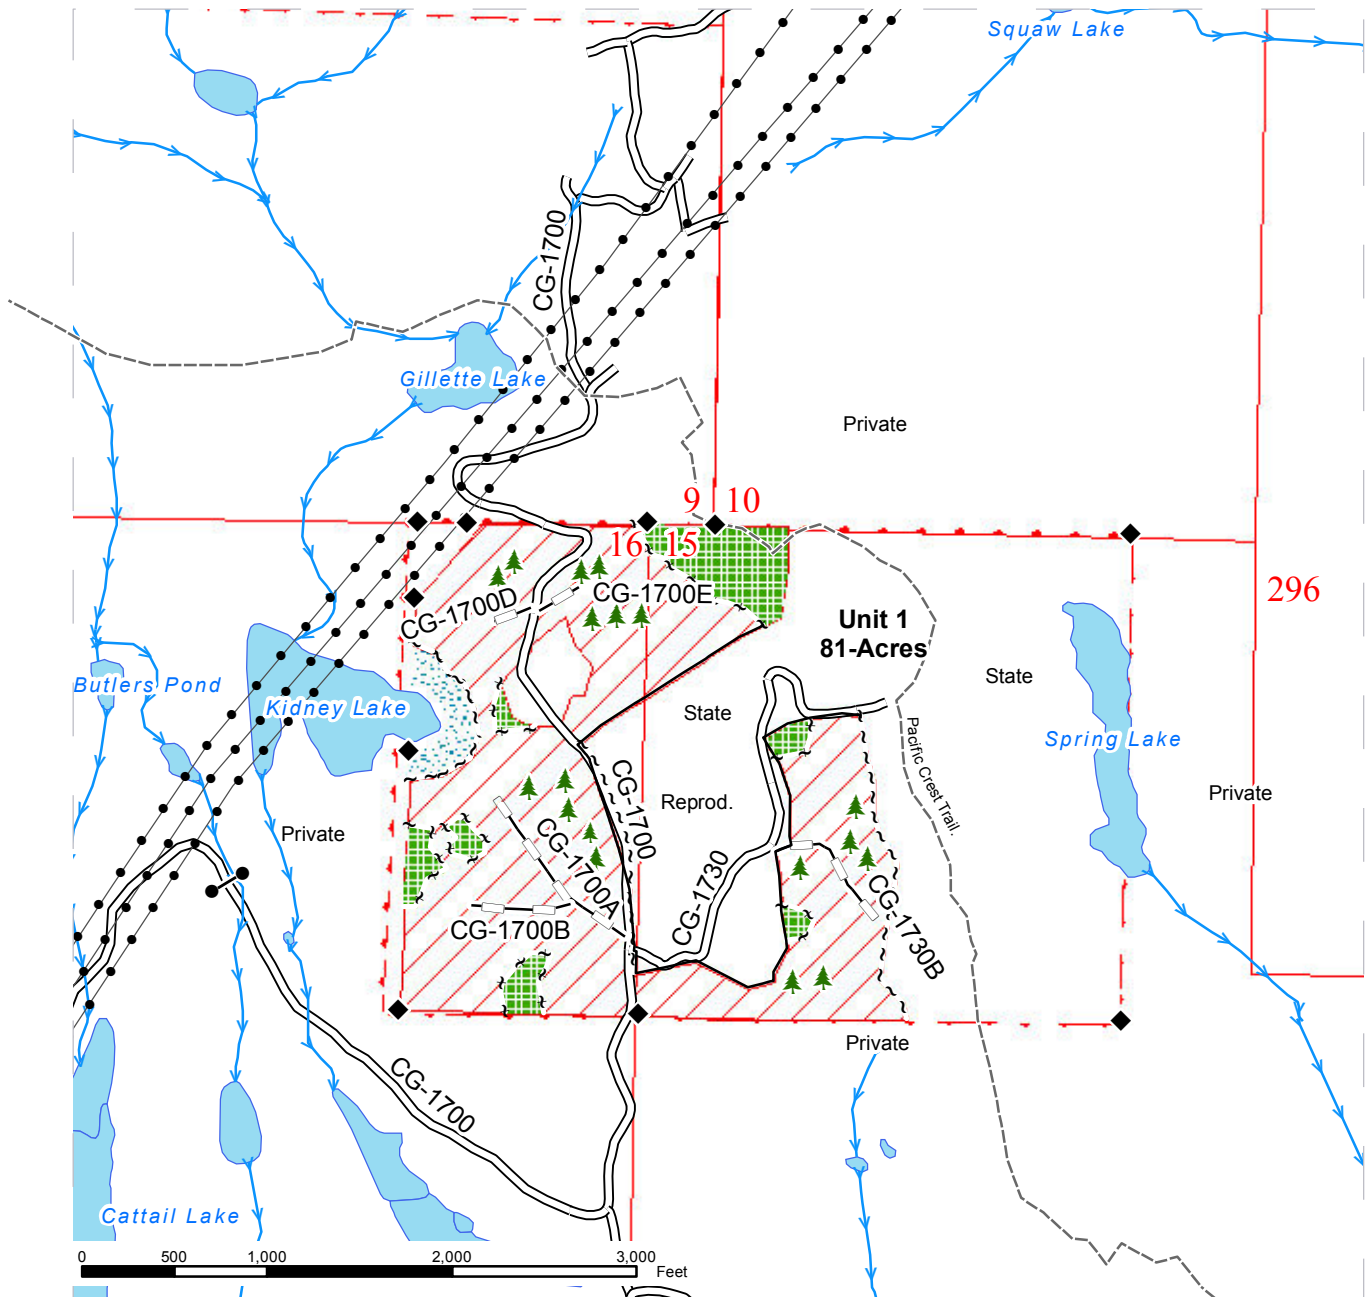 Squaw Lake
CG-1700
Gillette Lake
Private
9 10
16 15
CG-1700D
CG-1700E
296
Unit 1
81-Acres
State
Butlers Pond
Kidney Lake
State
Spring Lake
Pacific Crest Trail.
CG-1700
Reprod.
Private
Private
CG-1700A
CG-1730
CG-1730B
CG-1700B
Private
CG-1700
Cattail Lake
0 500 1,000 2,000 3,000
Feet